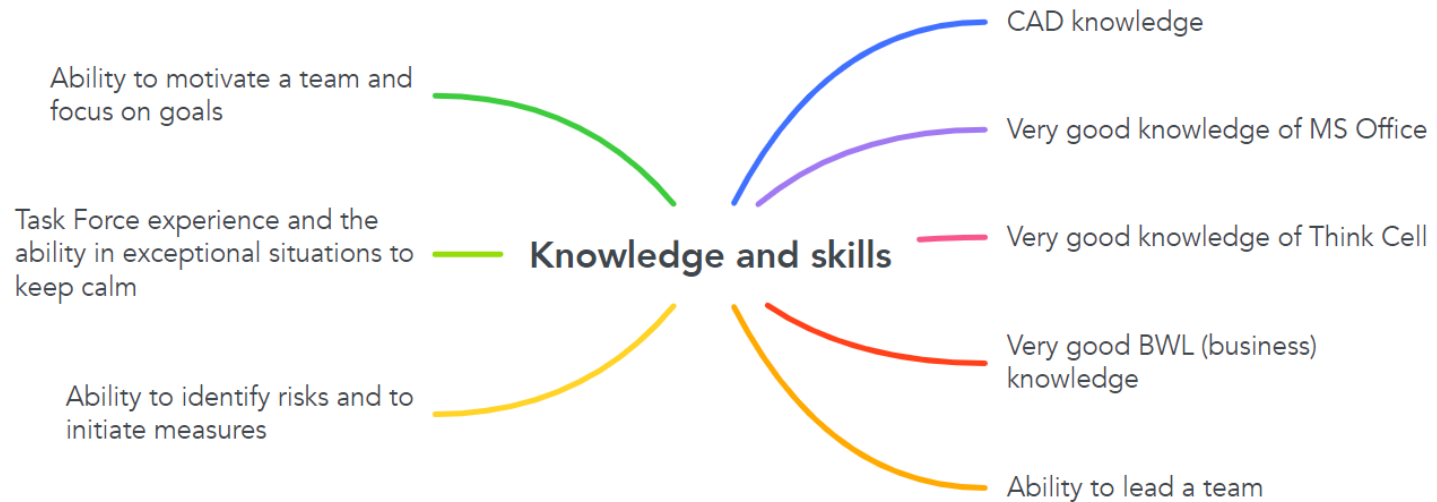 Knowledge and skills
CAD knowledge
Very good knowledge of MS Office
Very good knowledge of Think Cell
Very good BWL (business)
knowledge
Ability to lead a team
Ability to identify risks and to
initiate measures
Task Force experience and the
ability in exceptional situations to
keep calm
Ability to motivate a team and
focus on goals